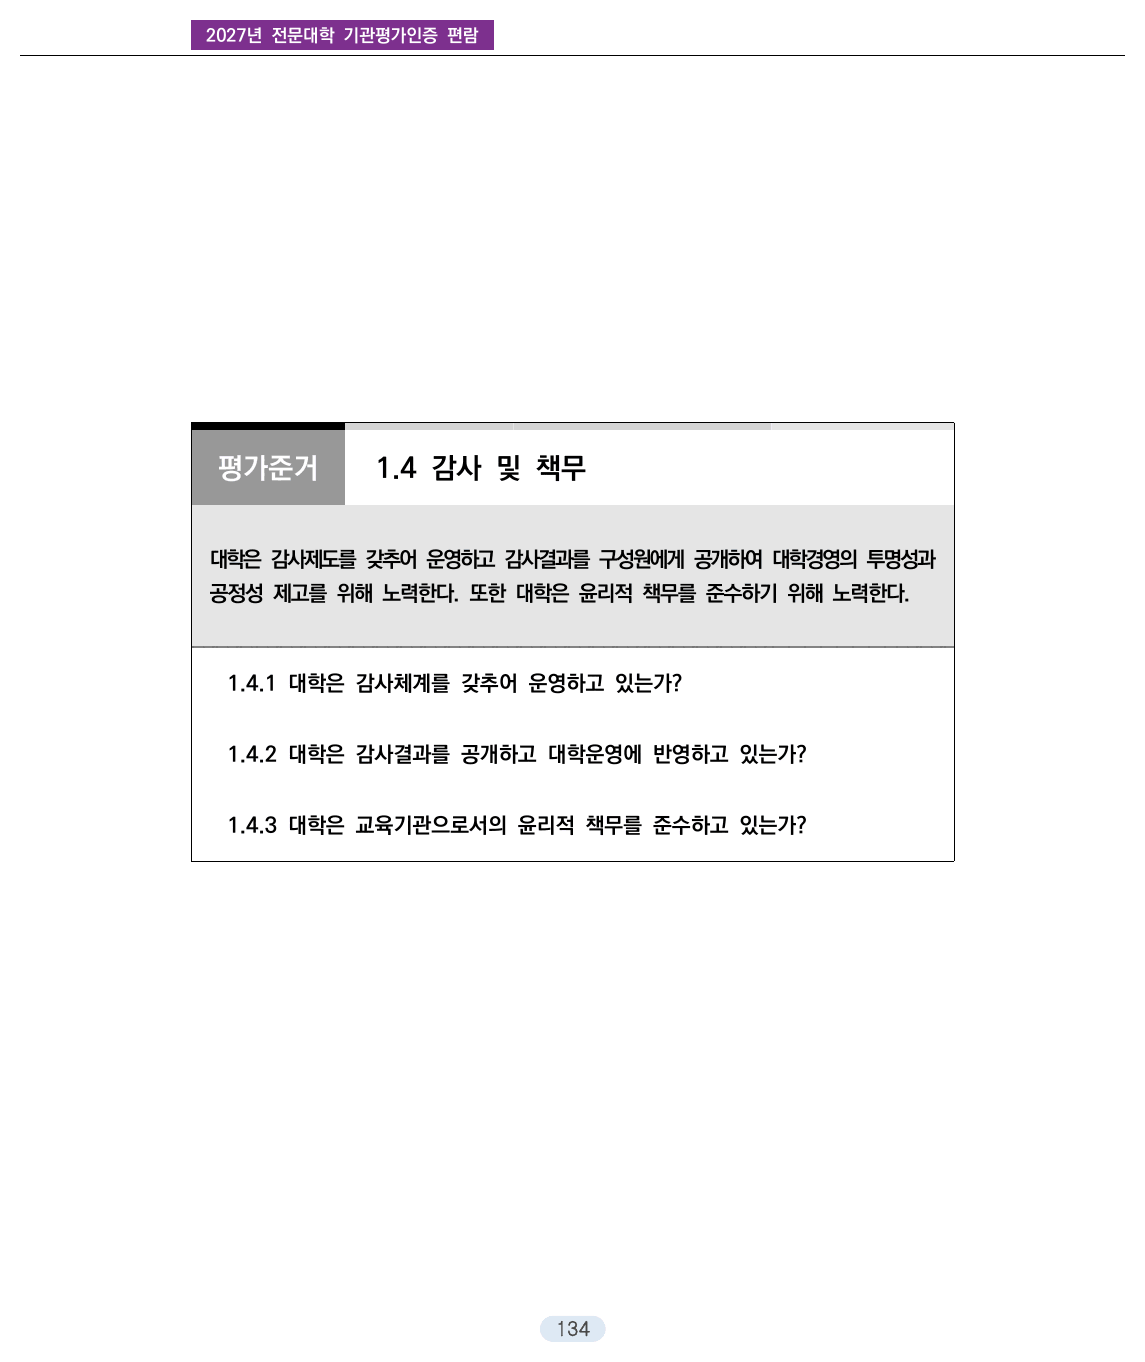 2027년 전문대학 기관평가인증 편람
평가준거
1.4 감사 및 책무
대학은 감사제도를 갖추어 운영하고 감사결과를 구성원에게 공개하여 대학경영의 투명성과
공정성 제고를 위해 노력한다. 또한 대학은 윤리적 책무를 준수하기 위해 노력한다.
1.4.1 대학은 감사체계를 갖추어 운영하고 있는가?
1.4.2 대학은 감사결과를 공개하고 대학운영에 반영하고 있는가?
1.4.3 대학은 교육기관으로서의 윤리적 책무를 준수하고 있는가?
134